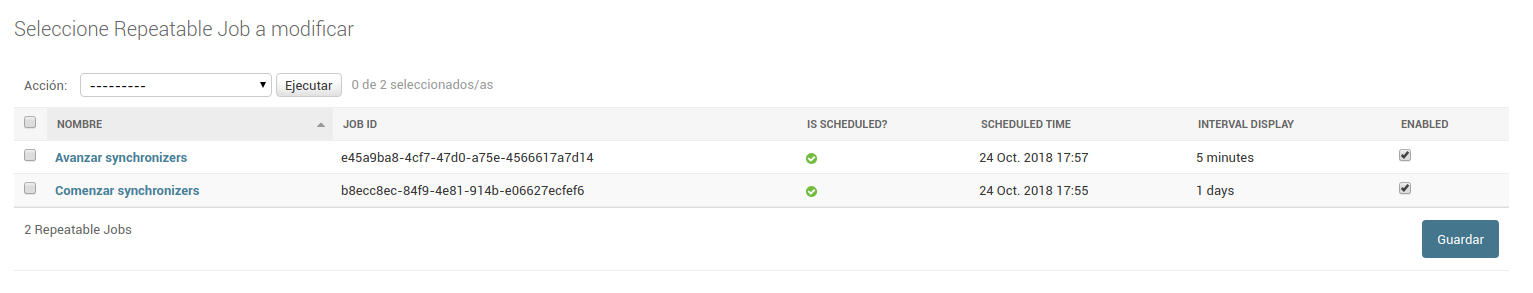 Seleccione Repeatable Job a modificar
Acción: --------- Ejecutar 0 de 2 seleccionados/as
NOMBRE JOB ID IS SCHEDULED? SCHEDULED TIME INTERVAL DISPLAY ENABLED
Avanzar synchronizers e45a9ba8-4cf7-47d0-a75e-4566617a7d14 24 Oct. 2018 17:57 5 minutes
Comenzar synchronizers b8ecc8ec-84f9-4e81-914b-e06627ecfef6 24 Oct. 2018 17:55 1 days
2 Repeatable Jobs
Guardar